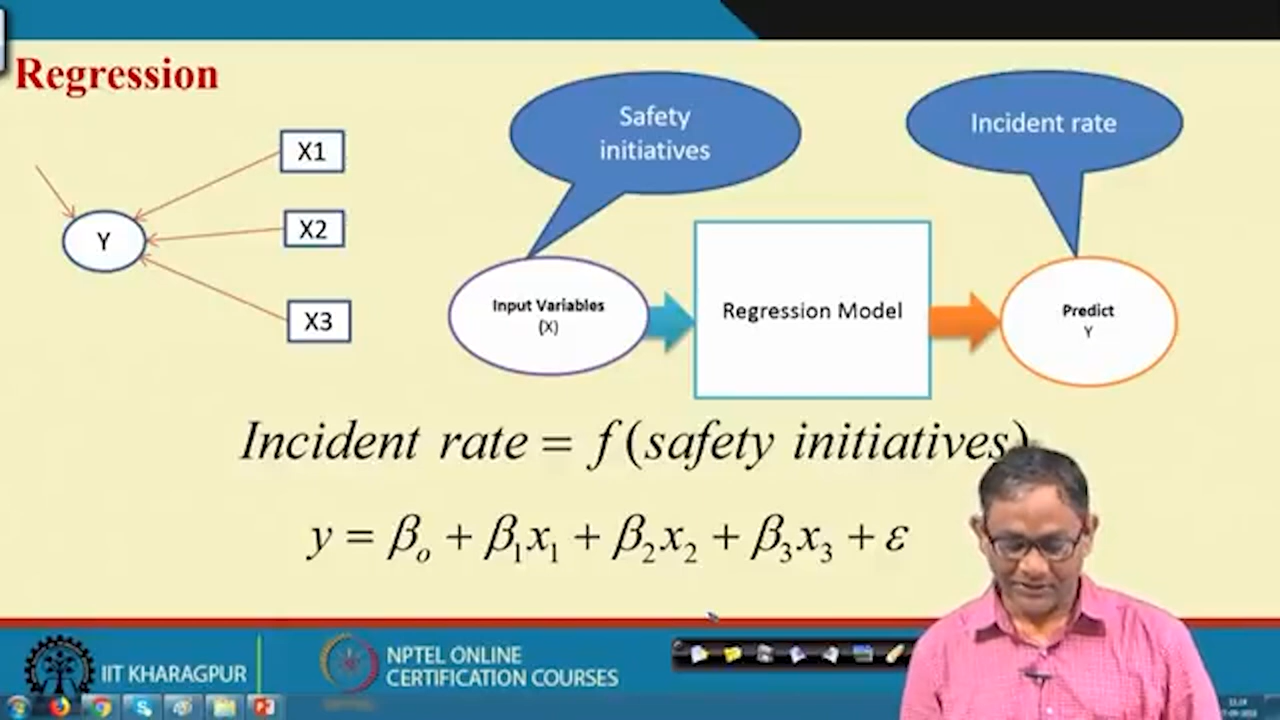 Regression
X1
X2
X3
Y
Safety
initiatives
Incident rate
Input Variables
(X)
Regression Model
Predict
Y
Incident rate = f (safety initiatives)
y = βo + β1x1 + β2x2 + β3x3 + ε
IIT KHARAGPUR
NPTEL ONLINE
CERTIFICATION COURSES